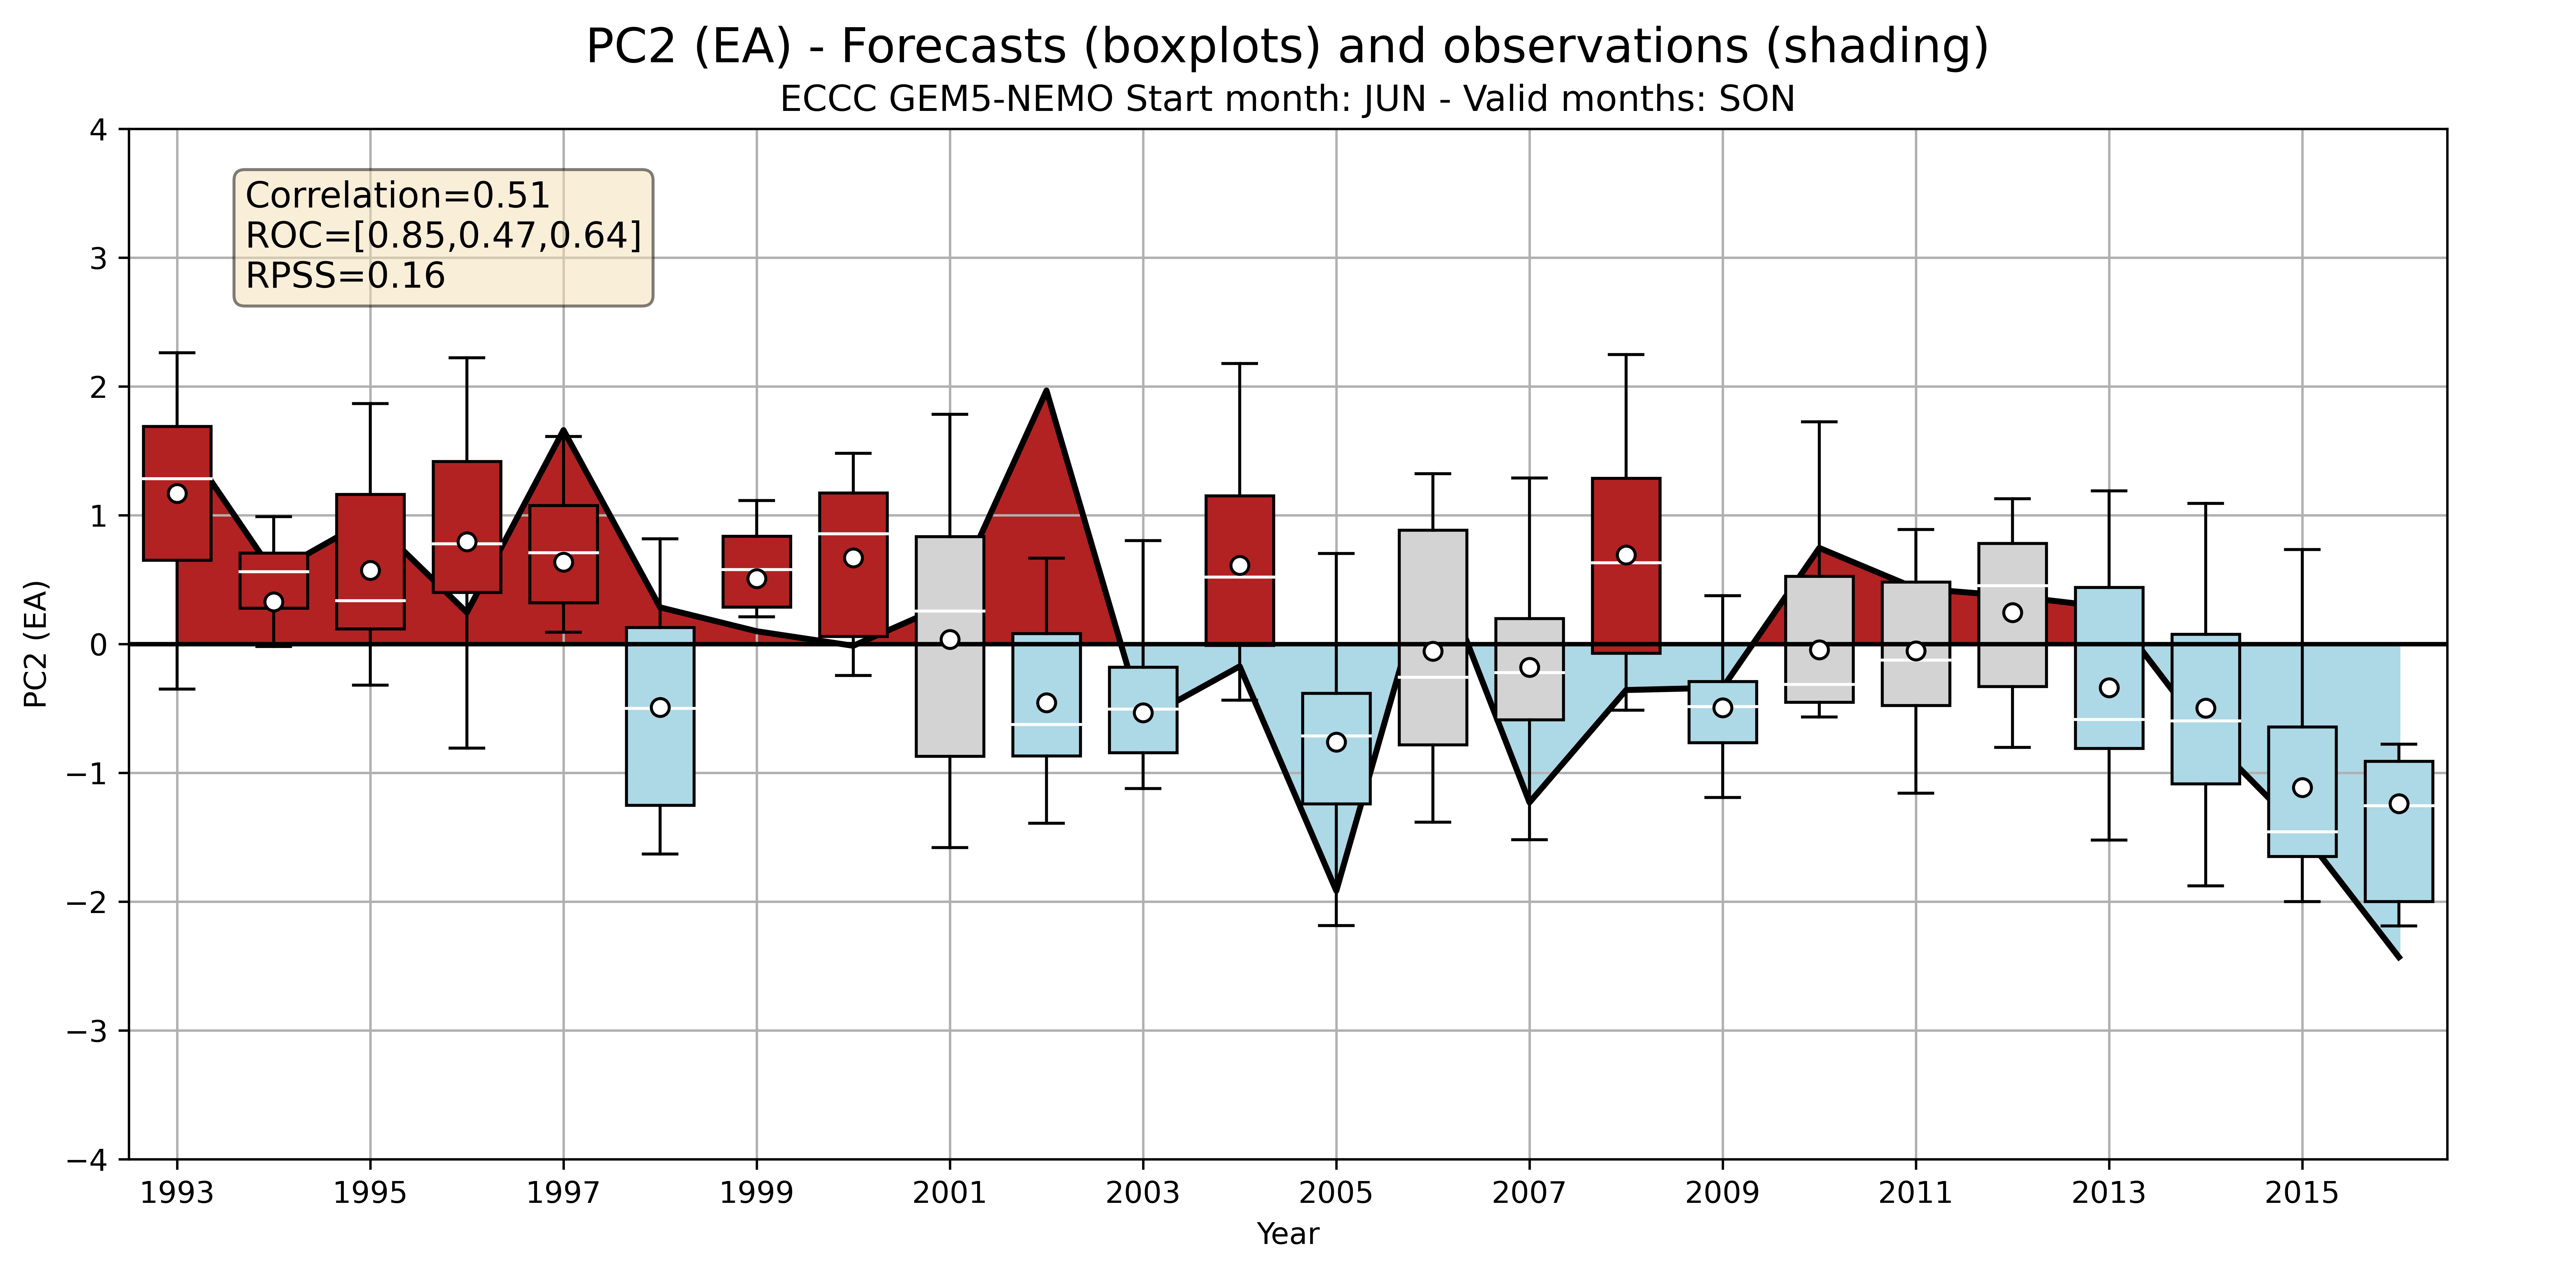 PC2 (EA) - Forecasts (boxplots) and observations (shading)
ECCC GEM5-NEMO Start month: JUN - Valid months: SON
Correlation=0.51
ROC=[0.85,0.47,0.64]
RPSS=0.16
PC2 (EA)
4
3
2
1
0
−1
−2
−3
−4
1993 1995 1997 1999 2001 2003 2005 2007 2009 2011 2013 2015
Year